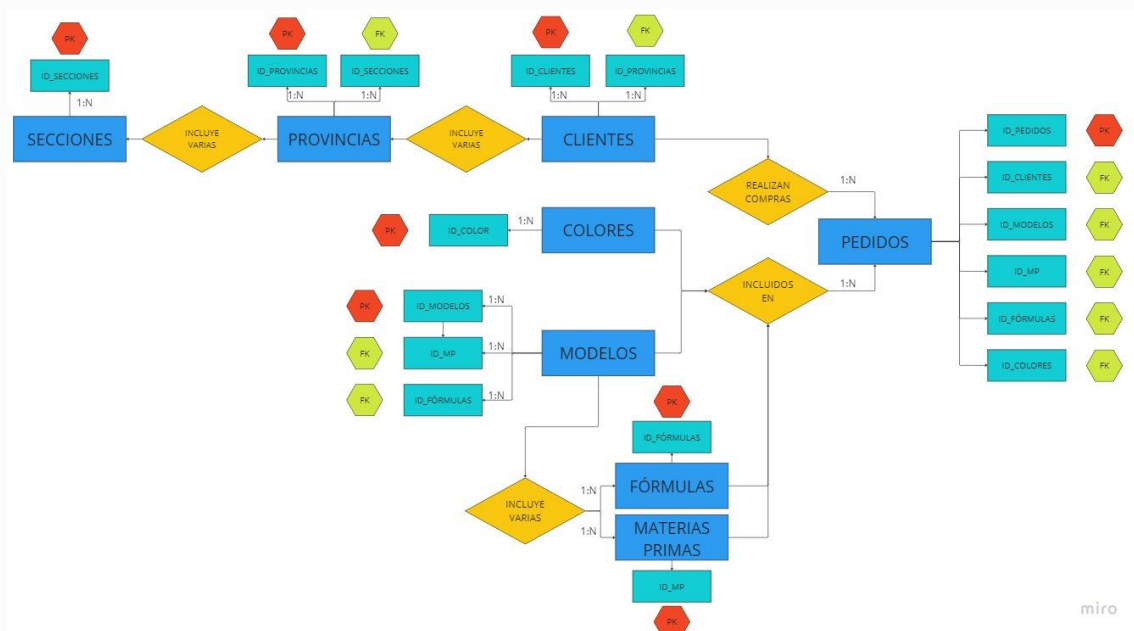 PK
PK
FK
PK
FK
ID_SECCIONES
ID_PROVINCIAS
ID_SECCIONES
ID_CLIENTES
ID_PROVINCIAS
1:N
1:N
1:N
1:N
1:N
SECCIONES
INCLUYE
VARIAS
PROVINCIAS
INCLUYE
VARIAS
CLIENTES
REALIZAN
COMPRAS
1:N
ID_PEDIDOS
PK
ID_CLIENTES
FK
ID_MODELOS
FK
ID_MP
FK
ID_FÓRMULAS
FK
ID_COLORES
FK
PEDIDOS
PK
ID_COLOR
1:N
COLORES
INCLUIDOS
EN
1:N
PK
ID_MODELOS
1:N
FK
ID_MP
1:N
FK
ID_FÓRMULAS
1:N
MODELOS
PK
ID_FÓRMULAS
INCLUYE
VARIAS
1:N
1:N
FÓRMULAS
MATERIAS
PRIMAS
ID_MP
PK
miro